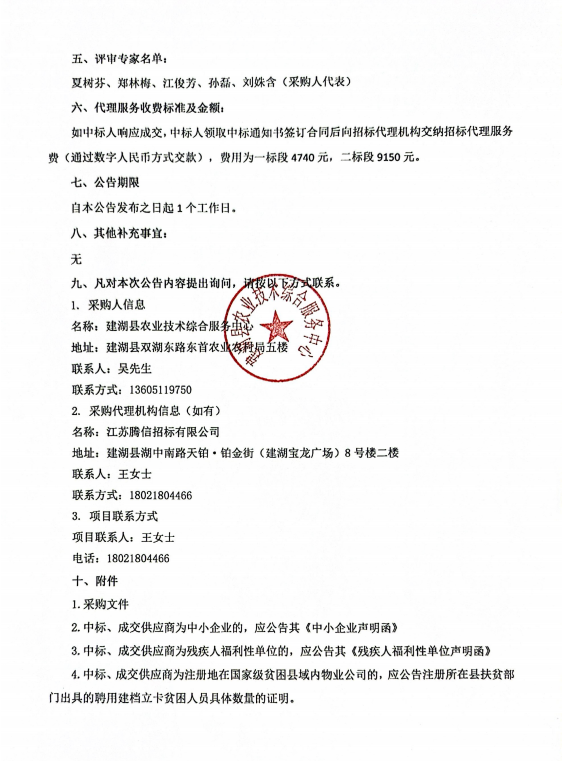 五、评审专家名单：
夏树芬、郑林梅、江俊芳、孙磊、刘姝含（采购人代表）
六、代理服务收费标准及金额：
如中标人响应成交，中标人领取中标通知书签订合同后向招标代理机构交纳招标代理服务
费（通过数字人民币方式交款），费用为一标段 4740 元，二标段 9150 元。
七、公告期限
自本公告发布之日起 1 个工作日。
八、其他补充事宜：
无
九、凡对本次公告内容提出询问，请按以下方式联系。
1. 采购人信息
名称：建湖县农业技术综合服务中心
地址：建湖县双湖东路东首农业农村局五楼
联系人：吴先生
联系方式：13605119750
2. 采购代理机构信息（如有）
名称：江苏腾信招标有限公司
地址：建湖县湖中南路天铂·铂金街（建湖宝龙广场）8 号楼二楼
联系人：王女士
联系方式：18021804466
3. 项目联系方式
项目联系人：王女士
电话：18021804466
十、附件
1.采购文件
2.中标、成交供应商为中小企业的，应公告其《中小企业声明函》
3.中标、成交供应商为残疾人福利性单位的，应公告其《残疾人福利性单位声明函》
4.中标、成交供应商为注册地在国家级贫困县域内物业公司的，应公告注册所在县扶贫部
门出具的聘用建档立卡贫困人员具体数量的证明。
建湖县农业技术综合服务中心